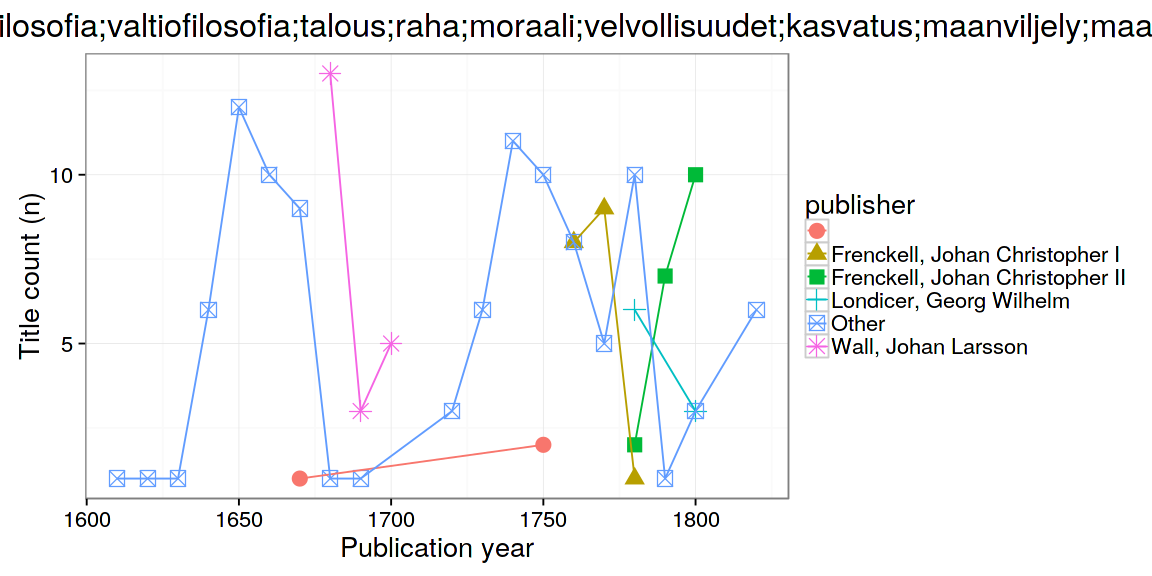 ilosofia;valtiofilosofia;talous;raha;moraali;velvollisuudet;kasvatus;maanviljely;maa
Title count (n)
10
5
1600 1650 1700 1750 1800
Publication year
publisher
Frenckell, Johan Christopher I
Frenckell, Johan Christopher II
Londicer, Georg Wilhelm
Other
Wall, Johan Larsson